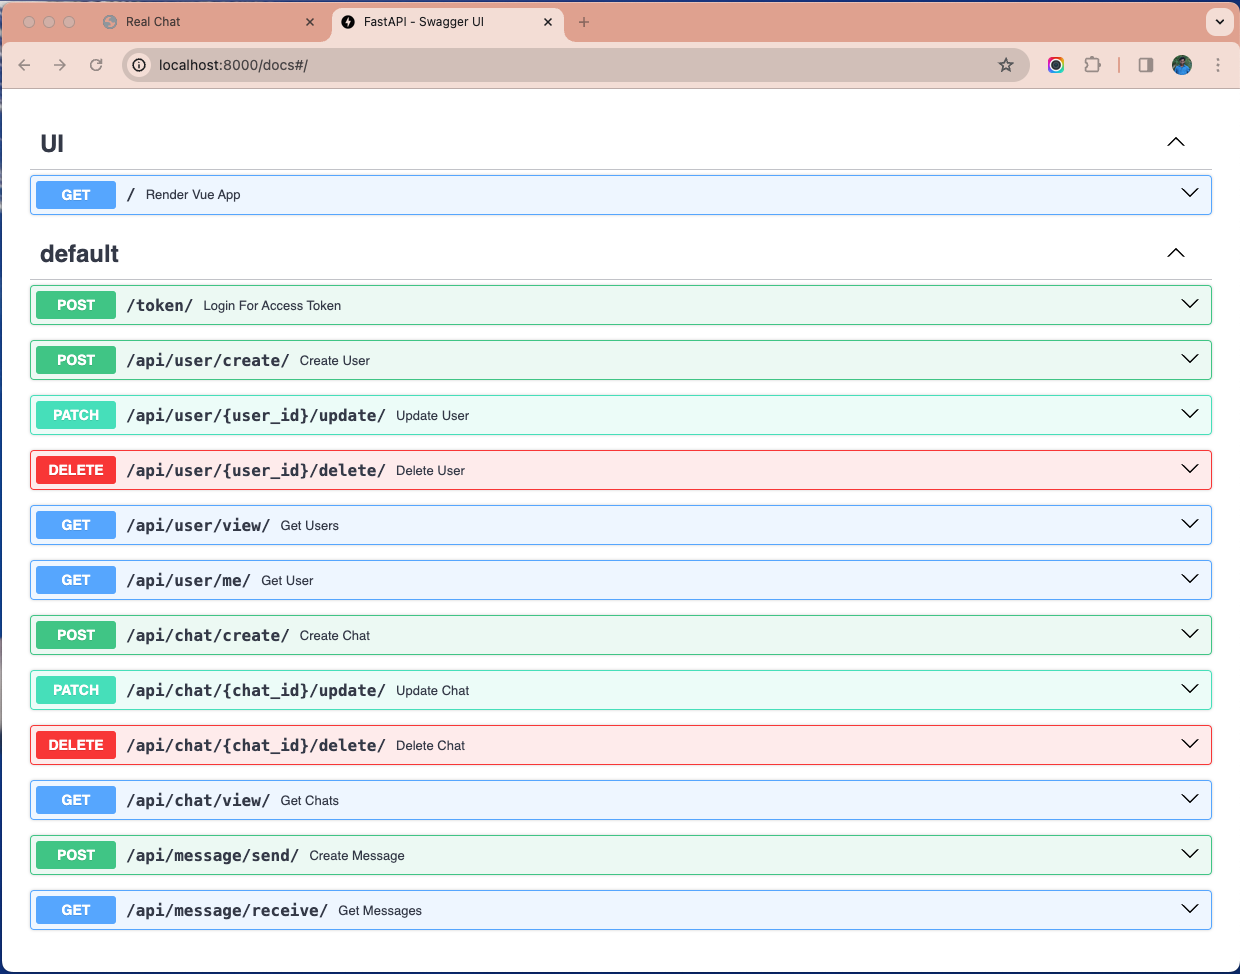 Real Chat
FastAPI - Swagger UI
localhost:8000/docs#/
UI
GET / Render Vue App
default
POST /token/ Login For Access Token
POST /api/user/create/ Create User
PATCH /api/user/{user_id}/update/ Update User
DELETE /api/user/{user_id}/delete/ Delete User
GET /api/user/view/ Get Users
GET /api/user/me/ Get User
POST /api/chat/create/ Create Chat
PATCH /api/chat/{chat_id}/update/ Update Chat
DELETE /api/chat/{chat_id}/delete/ Delete Chat
GET /api/chat/view/ Get Chats
POST /api/message/send/ Create Message
GET /api/message/receive/ Get Messages